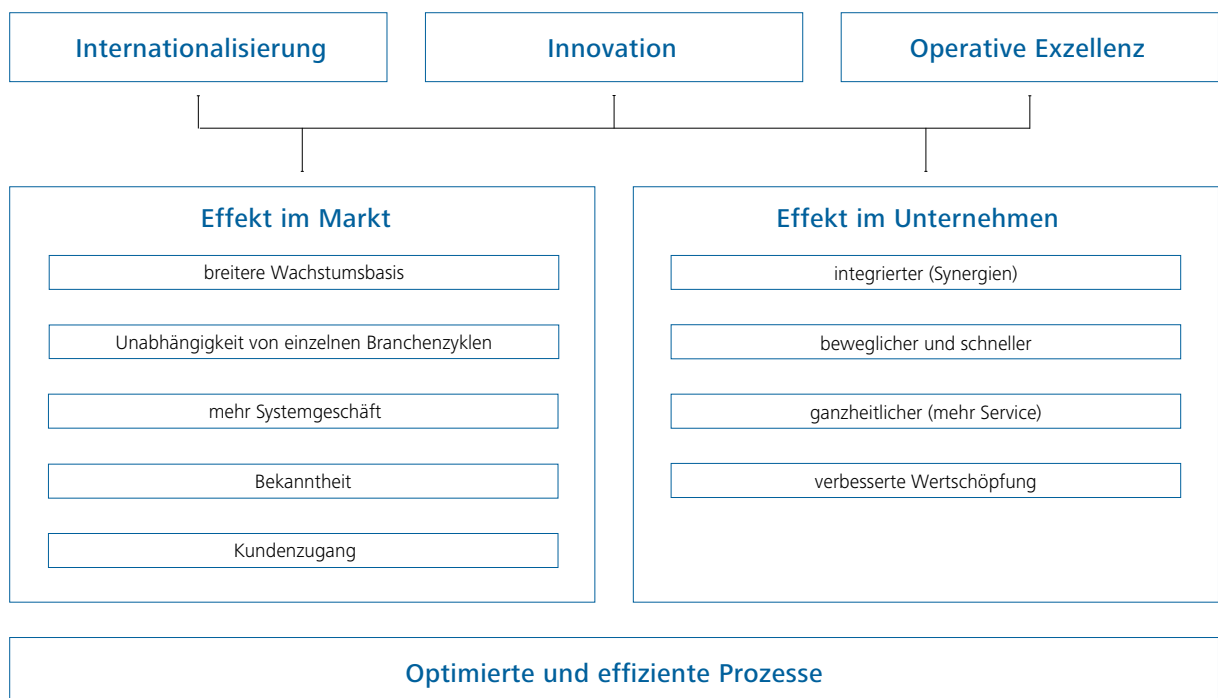 Internationalisierung
Innovation
Operative Exzellenz
Effekt im Markt
breitere Wachstumsbasis
Unabhängigkeit von einzelnen Branchenzyklen
mehr Systemgeschäft
Bekanntheit
Kundenzugang
Effekt im Unternehmen
integrierter (Synergien)
beweglicher und schneller
ganzheitlicher (mehr Service)
verbesserte Wertschöpfung
Optimierte und effiziente Prozesse